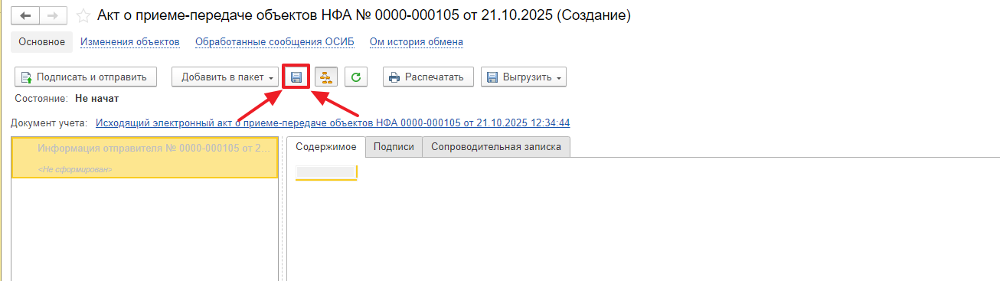 Акт о приеме-передаче объектов НФА № 0000-000105 от 21.10.2025 (Создание)
Основное Изменения объектов Обработанные сообщения ОСИБ Ом история обмена
Подписать и отправить Добавить в пакет Распечатать Выгрузить
Состояние: Не начат
Документ учета: Исходящий электронный акт о приеме-передаче объектов НФА 0000-000105 от 21.10.2025 12:34:44
Информация отправителя № 0000-000105 от 2...
<Не сформирован>
Содержимое Подписи Сопроводительная записка